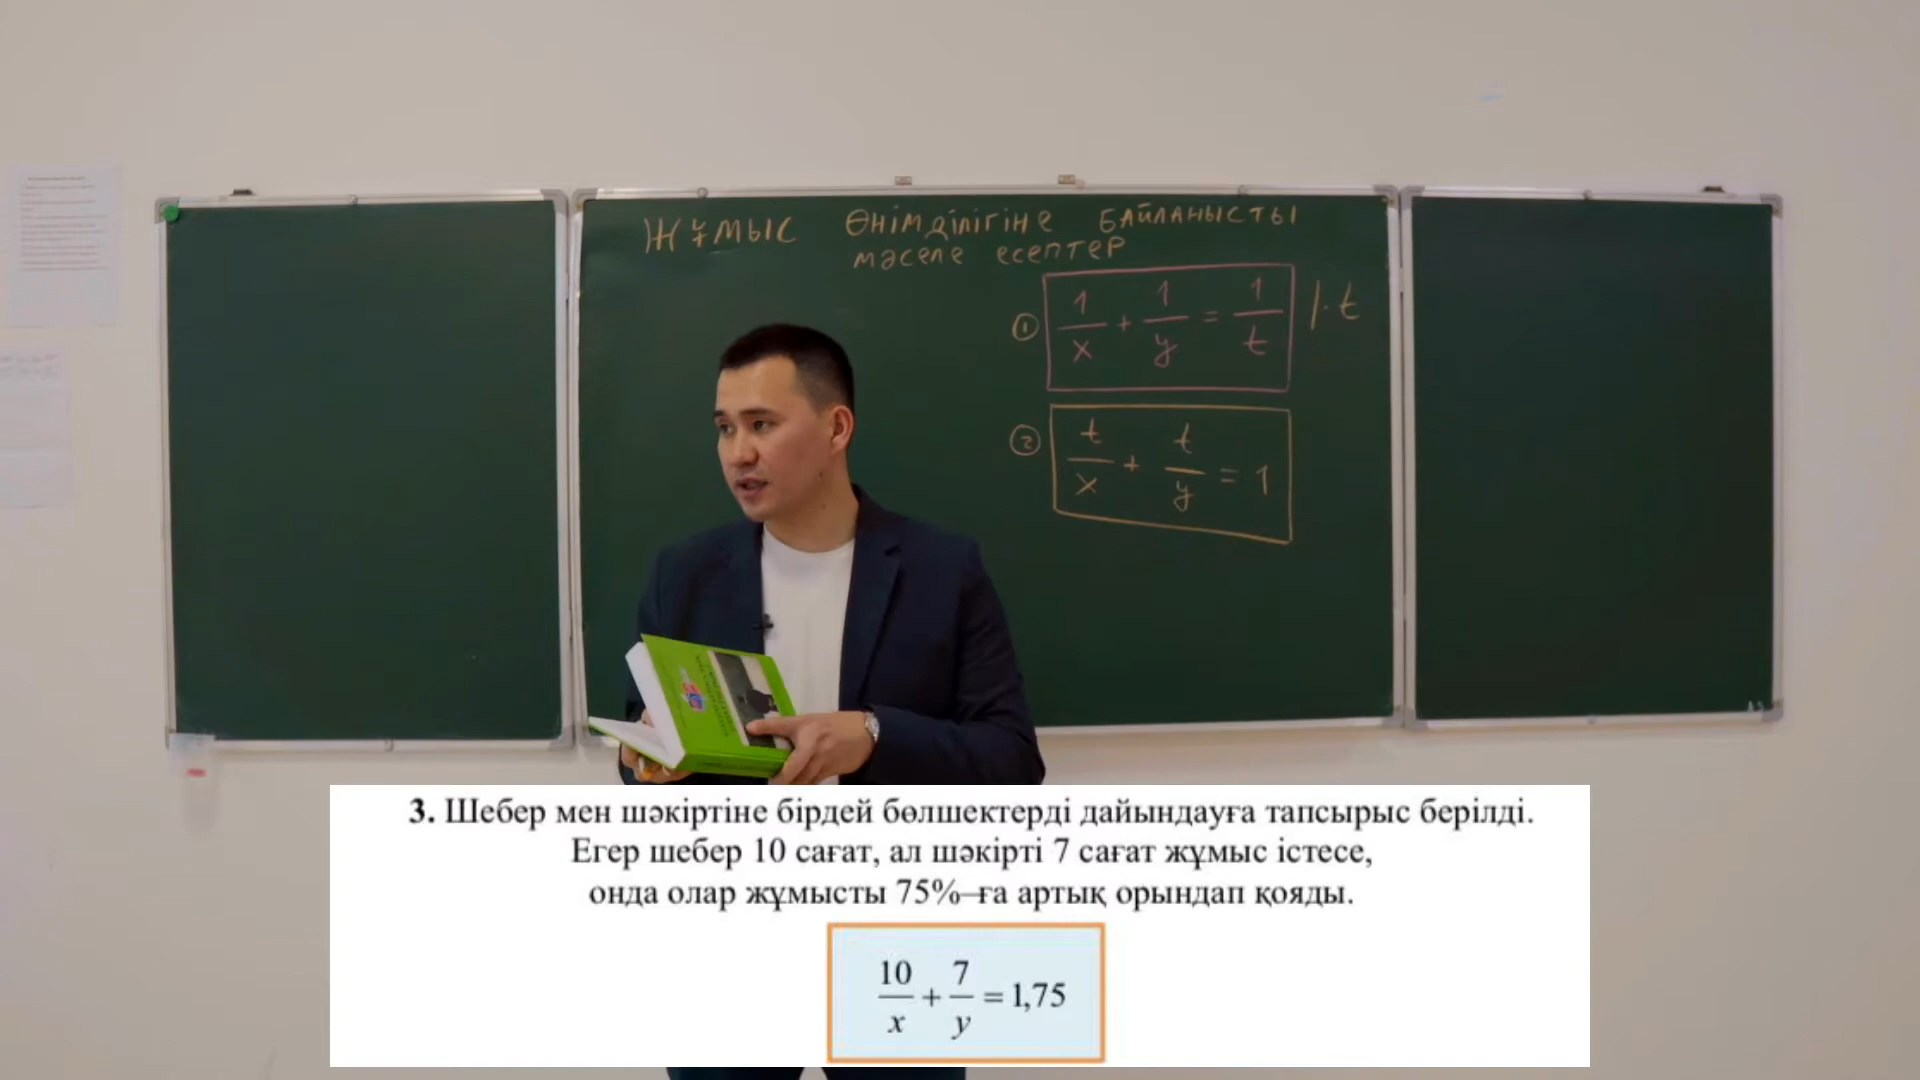 Жұмыс өнімділігіне байланысты
мәселе есептер
① 1/x + 1/y = 1/t |·t
② t/x + t/y = 1
3. Шебер мен шәкіртіне бірдей бөлшектерді дайындауға тапсырыс берілді.
Егер шебер 10 сағат, ал шәкірті 7 сағат жұмыс істесе,
онда олар жұмысты 75%–ға артық орындап қояды.
10/x + 7/y = 1,75